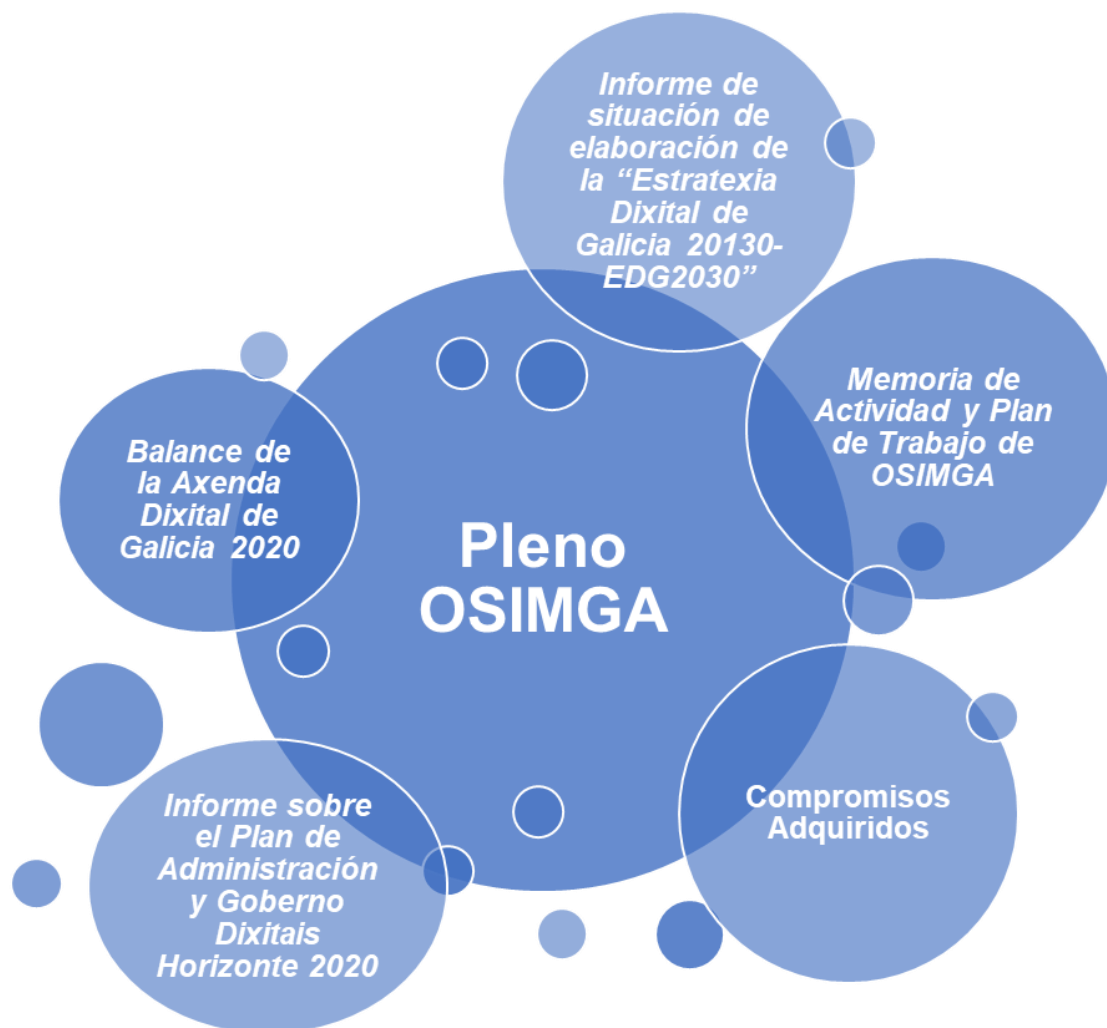 Informe de
situación de
elaboración de
la “Estratexia
Dixital de
Galicia 20130-
EDG2030”
Memoria de
Actividad y Plan
de Trabajo de
OSIMGA
Balance de
la Axenda
Dixital de
Galicia 2020
Pleno
OSIMGA
Compromisos
Adquiridos
Informe sobre
el Plan de
Administración
y Goberno
Dixitais
Horizonte 2020